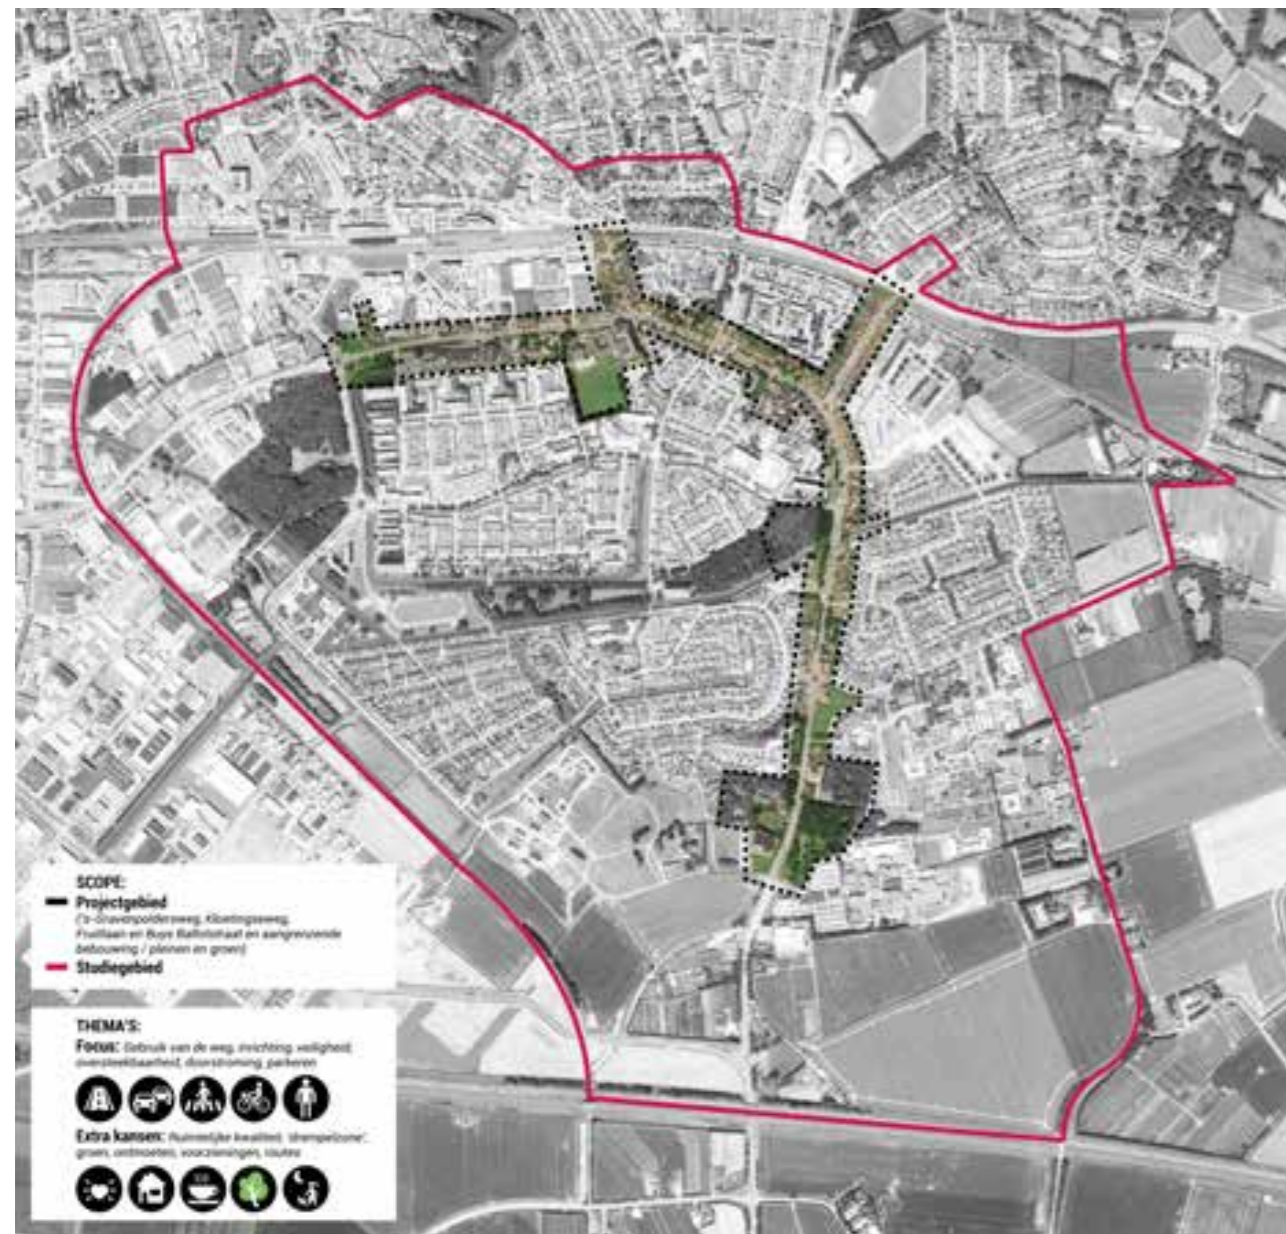 SCOPE:
Projectgebied
('s-Gravenpolderseweg, Kloetingseweg,
Fruitlaan en Buys Ballotstraat en aangrenzende
bebouwing / pleinen en groen)
Studiegebied
THEMA'S:
Focus: Gebruik van de weg, inrichting, veiligheid,
oversteekbaarheid, doorstroming, parkeren
Extra kansen: Ruimtelijke kwaliteit, 'drempelzone',
groen, ontmoeten, voorzieningen, routes